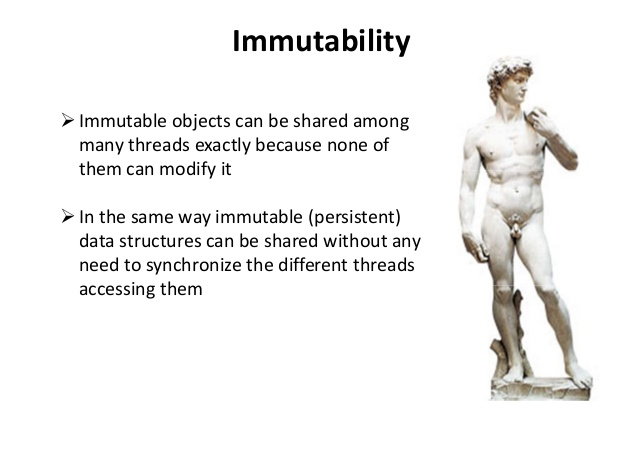 Immutability
➢ Immutable objects can be shared among
many threads exactly because none of
them can modify it
➢ In the same way immutable (persistent)
data structures can be shared without any
need to synchronize the different threads
accessing them